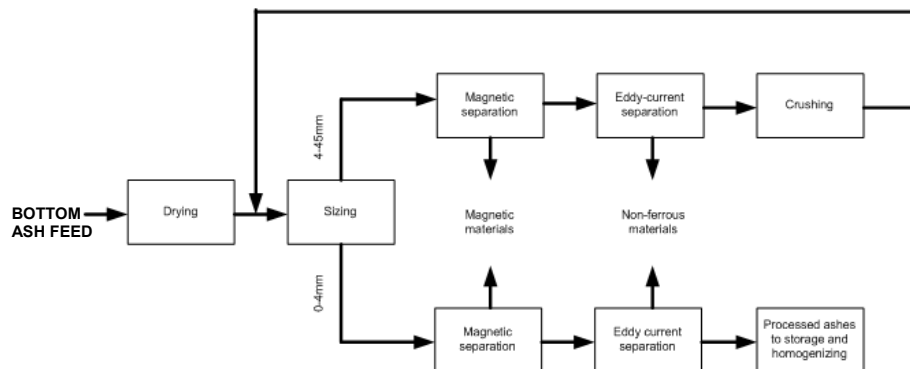 Magnetic
separation
Eddy-current
separation
Crushing
4-45mm
BOTTOM
ASH FEED
Drying
Sizing
Magnetic
materials
Non-ferrous
materials
0-4mm
Magnetic
separation
Eddy current
separation
Processed ashes
to storage and
homogenizing